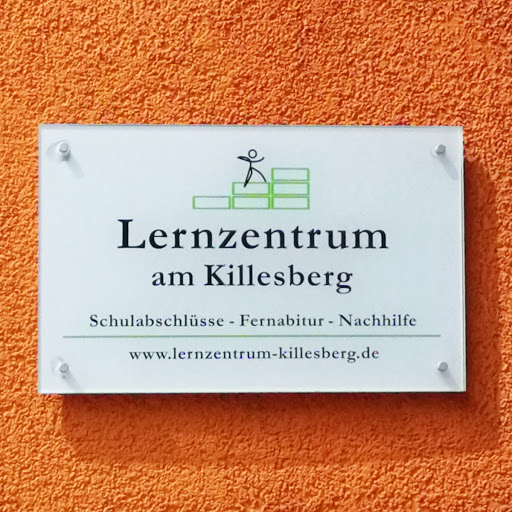 Lernzentrum
am Killesberg
Schulabschlüsse - Fernabitur - Nachhilfe
www.lernzentrum-killesberg.de